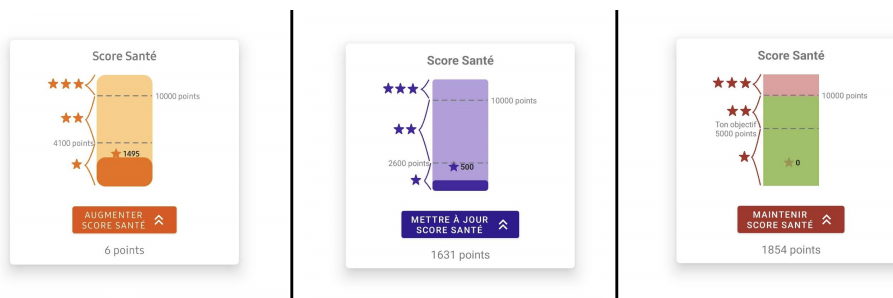 Score Santé
10000 points
4100 points
1495
AUGMENTER
SCORE SANTÉ
6 points
Score Santé
10000 points
2600 points
500
METTRE À JOUR
SCORE SANTÉ
1631 points
Score Santé
10000 points
Ton objectif
5000 points
0
MAINTENIR
SCORE SANTÉ
1854 points